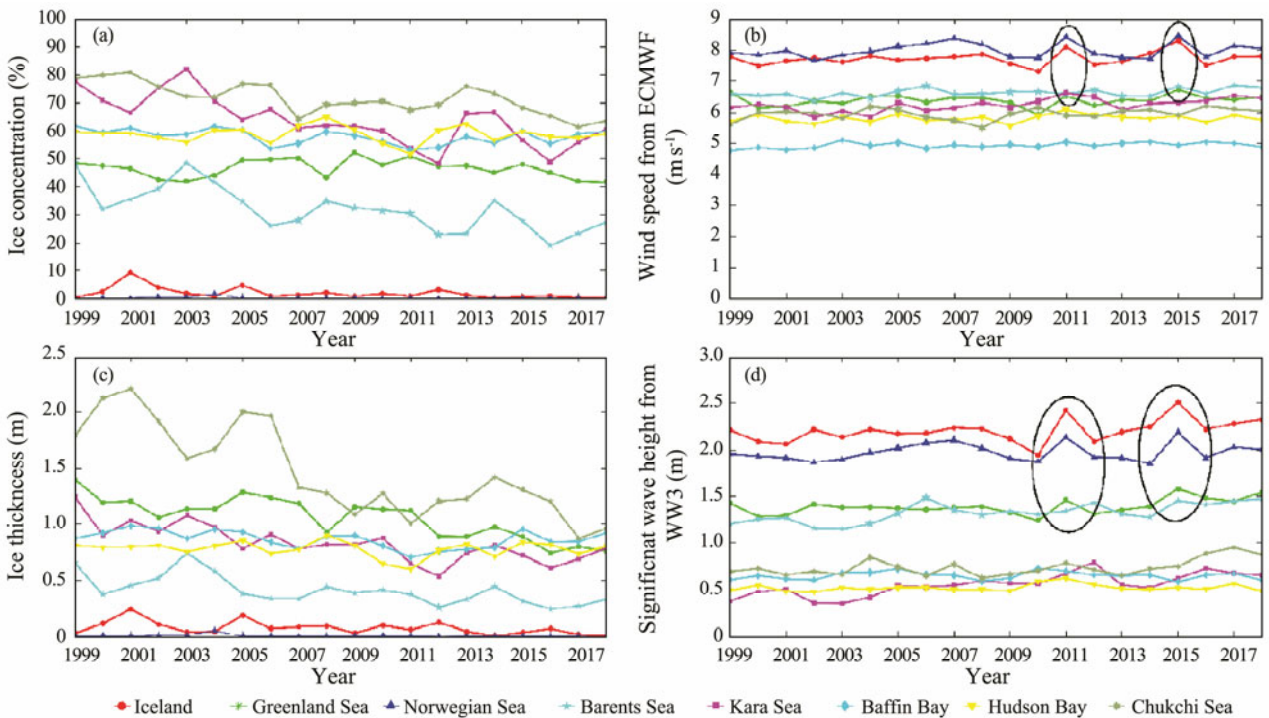 (a)
Ice concentration (%)
100
90
80
70
60
50
40
30
20
10
0
1999 2001 2003 2005 2007 2009 2011 2013 2015 2017
Year
(b)
Wind speed from ECMWF
(m s-1)
9
8
7
6
5
4
3
2
1
0
1999 2001 2003 2005 2007 2009 2011 2013 2015 2017
Year
(c)
Ice thickncess (m)
2.5
2.0
1.5
1.0
0.5
0
1999 2001 2003 2005 2007 2009 2011 2013 2015 2017
Year
(d)
Significnat wave height from
WW3 (m)
3.0
2.5
2.0
1.5
1.0
0.5
0
1999 2001 2003 2005 2007 2009 2011 2013 2015 2017
Year
Iceland Greenland Sea Norwegian Sea Barents Sea Kara Sea Baffin Bay Hudson Bay Chukchi Sea